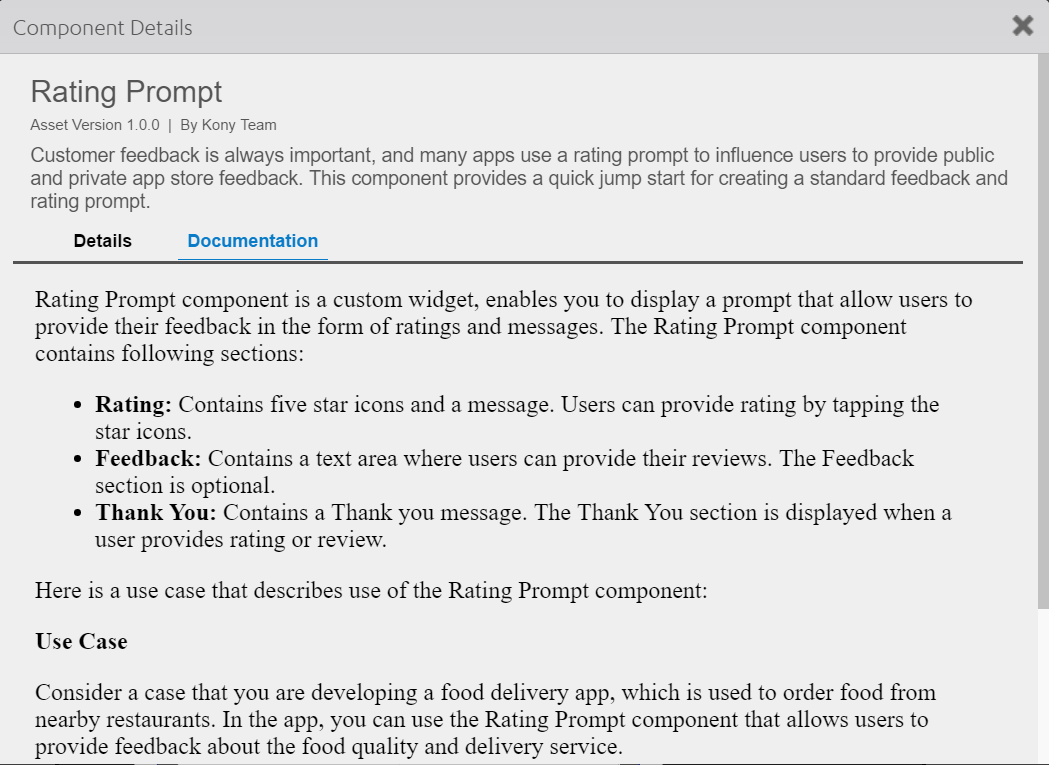 Component Details
Rating Prompt
Asset Version 1.0.0 | By Kony Team
Customer feedback is always important, and many apps use a rating prompt to influence users to provide public
and private app store feedback. This component provides a quick jump start for creating a standard feedback and
rating prompt.
Details Documentation
Rating Prompt component is a custom widget, enables you to display a prompt that allow users to
provide their feedback in the form of ratings and messages. The Rating Prompt component
contains following sections:
• Rating: Contains five star icons and a message. Users can provide rating by tapping the
star icons.
• Feedback: Contains a text area where users can provide their reviews. The Feedback
section is optional.
• Thank You: Contains a Thank you message. The Thank You section is displayed when a
user provides rating or review.
Here is a use case that describes use of the Rating Prompt component:
Use Case
Consider a case that you are developing a food delivery app, which is used to order food from
nearby restaurants. In the app, you can use the Rating Prompt component that allows users to
provide feedback about the food quality and delivery service.